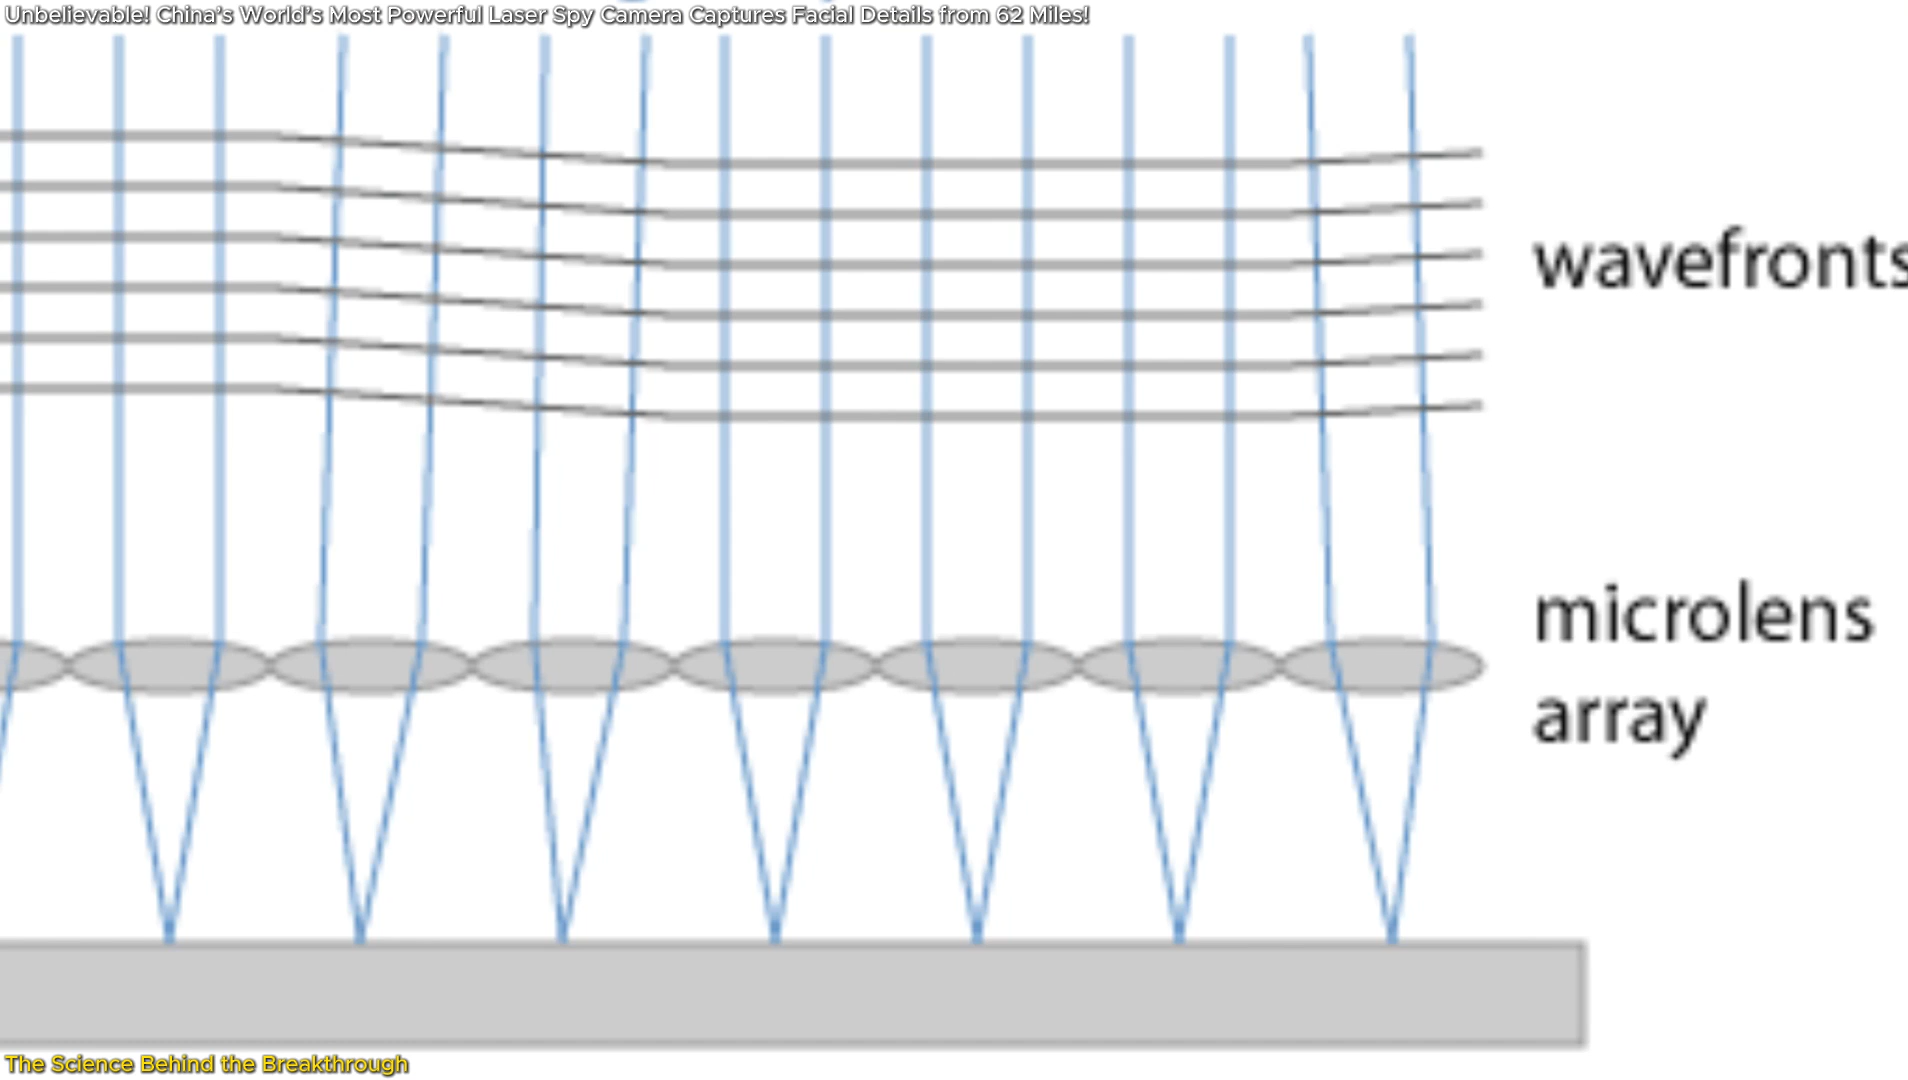 Unbelievable! China's World's Most Powerful Laser Spy Camera Captures Facial Details from 62 Miles!
wavefronts
microlens
array
The Science Behind the Breakthrough